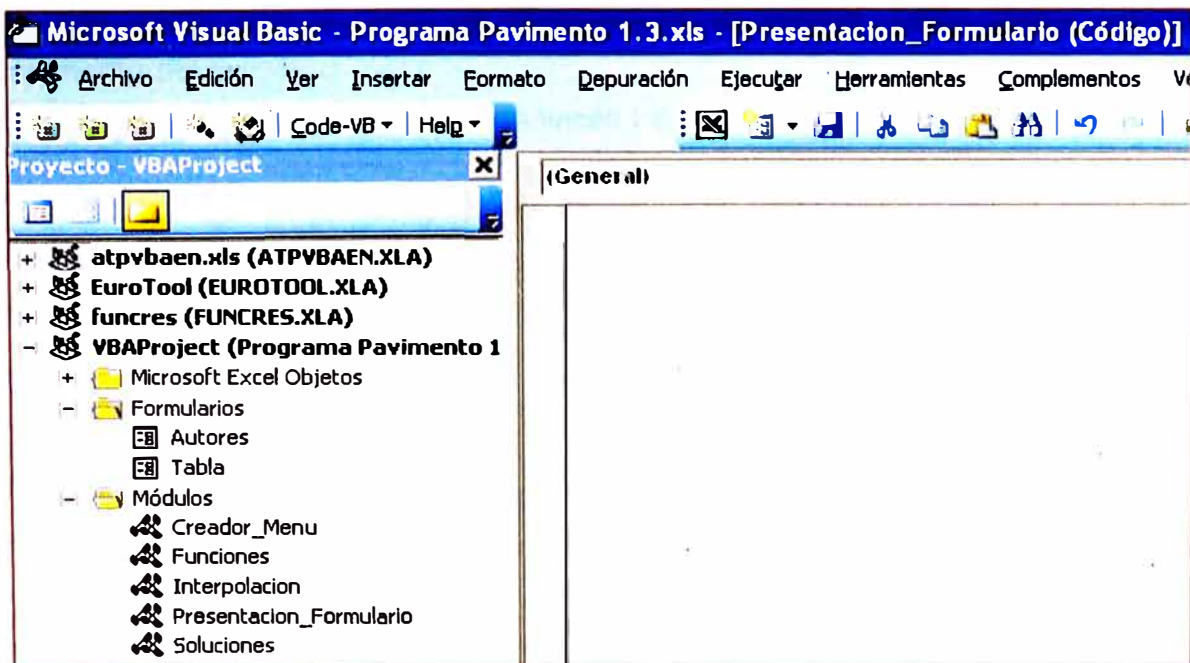 Microsoft Visual Basic - Programa Pavimento 1.3.xls - [Presentacion_Formulario (Código)]
Archivo Edición Ver Insertar Formato Depuración Ejecutar Herramientas Complementos
Code-VB Help
Proyecto - VBAProject
(General)
atpvbaen.xls (ATPVBAEN.XLA)
EuroTool (EUROTOOL.XLA)
funcres (FUNCRES.XLA)
VBAProject (Programa Pavimento 1
Microsoft Excel Objetos
Formularios
Autores
Tabla
Módulos
Creador_Menu
Funciones
Interpolacion
Presentacion_Formulario
Soluciones